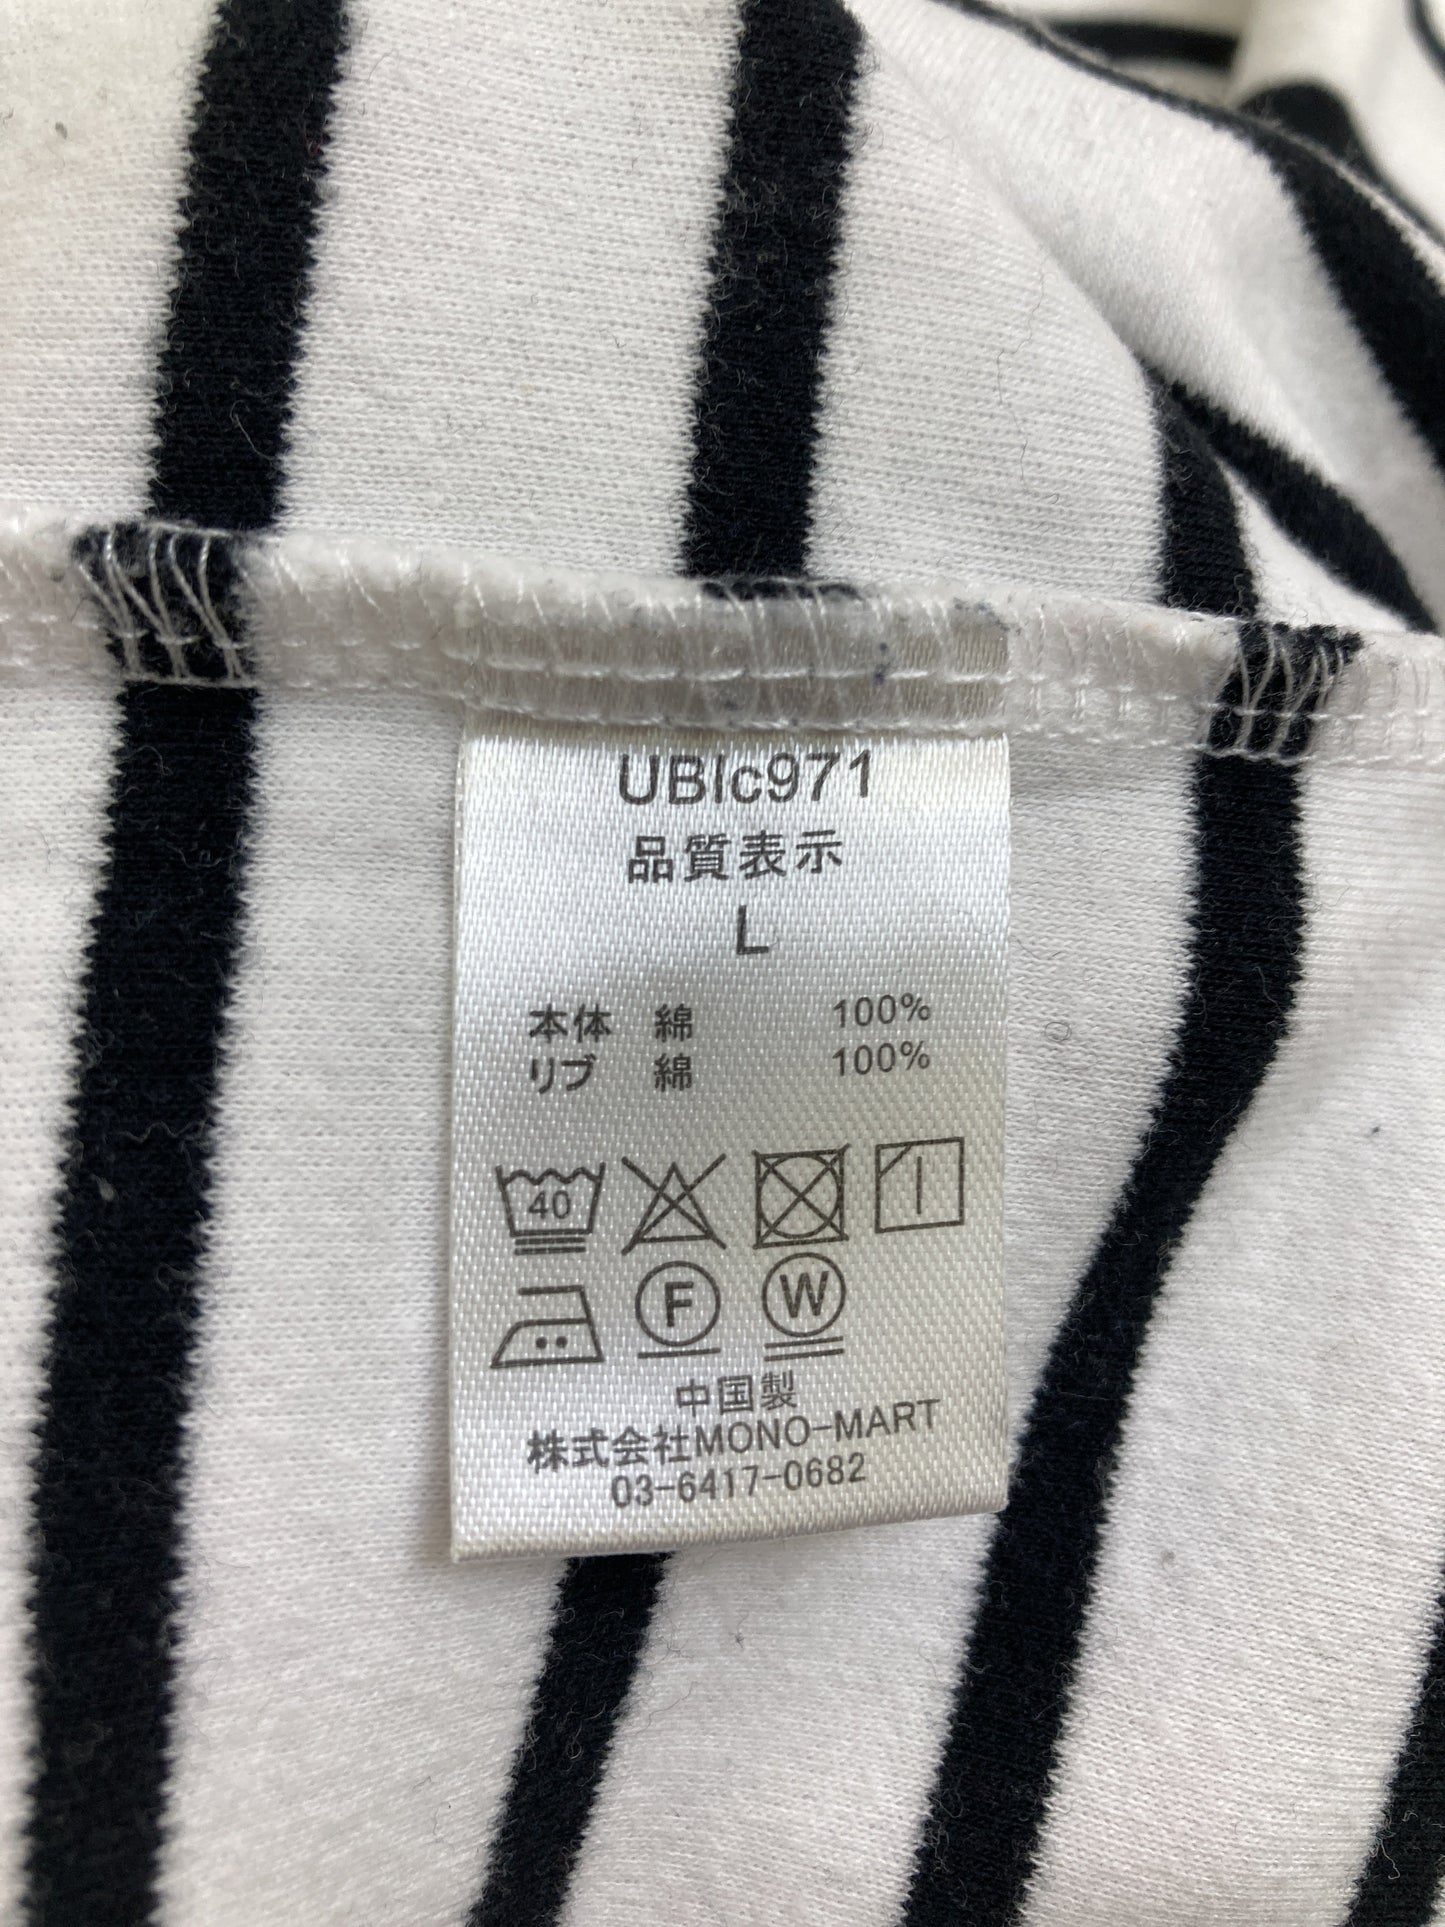 UBIc971
品質表示
L
本体 綿 100%
リブ 綿 100%
40
F W
中国製
株式会社MONO-MART
03-6417-0682